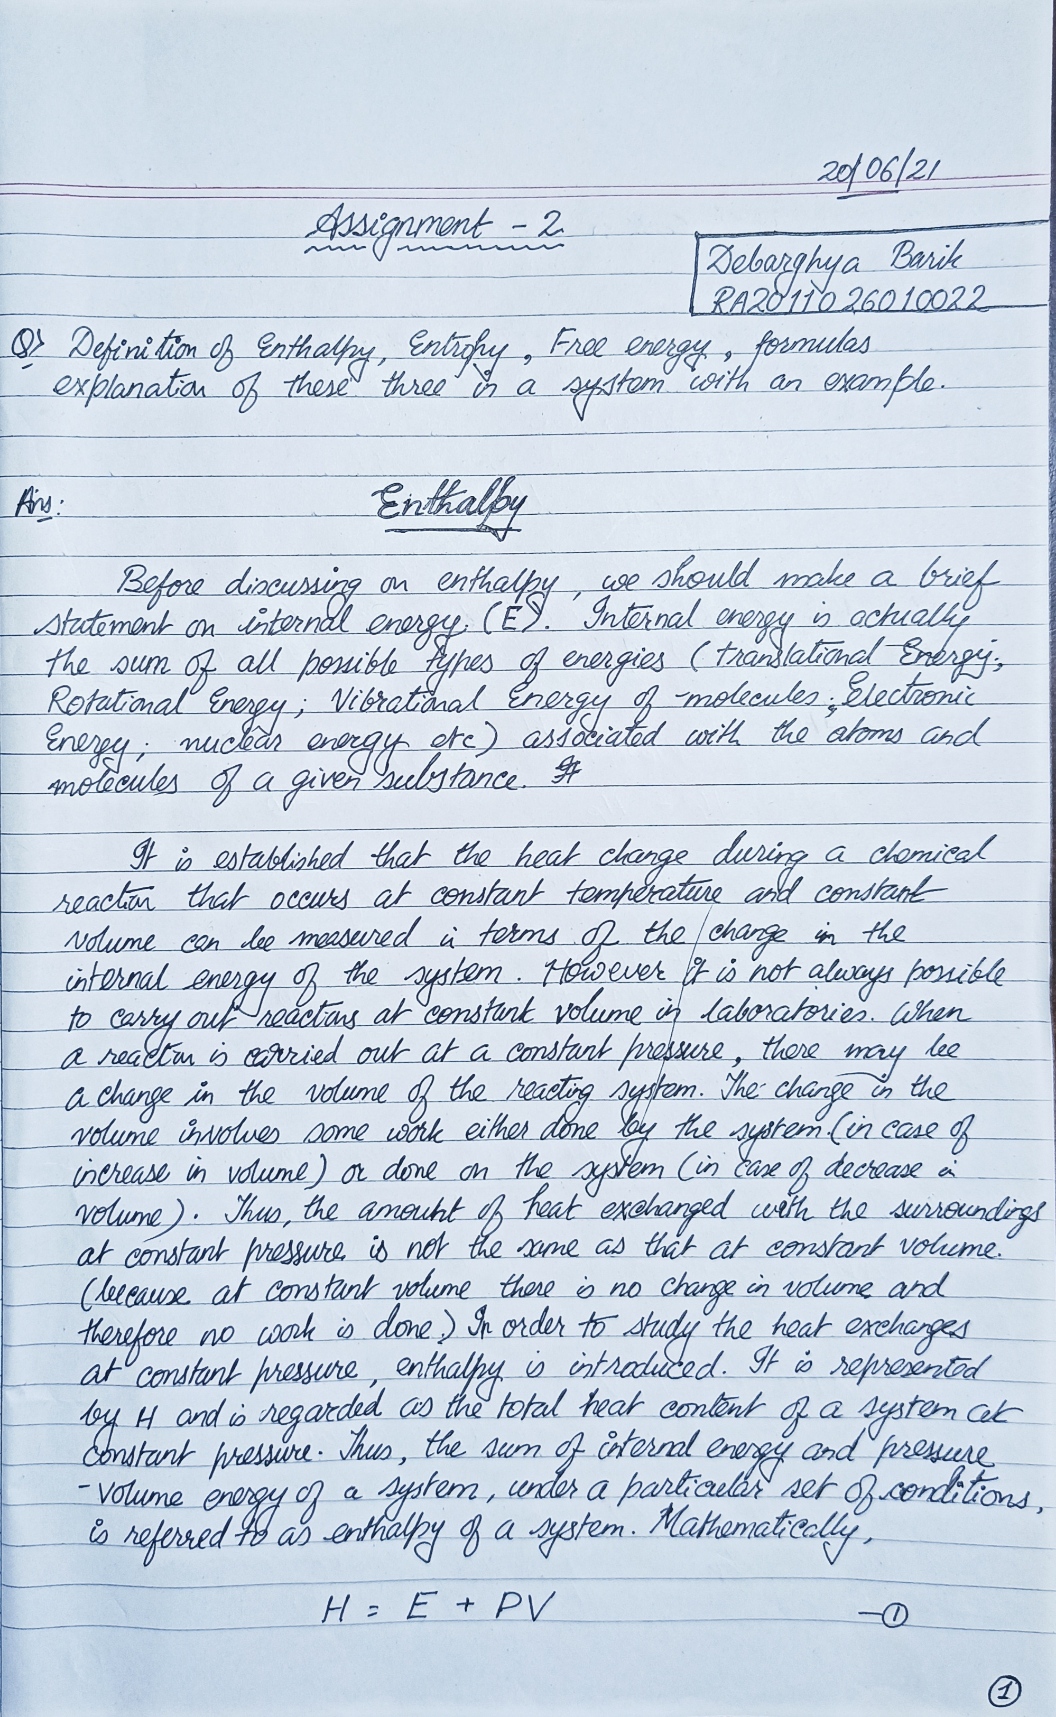 20/06/21
Assignment - 2
Debarghya Barik
RA2011026010022
Q> Definition of Enthalpy, Entropy, Free energy, formulas
explanation of these three in a system with an example.
Ans:
Enthalpy
Before discussing on enthalpy, we should make a brief
statement on internal energy (E). Internal energy is actually
the sum of all possible types of energies (translational Energy;
Rotational Energy; Vibrational Energy of molecules; Electronic
Energy; nuclear energy etc) associated with the atoms and
molecules of a given substance.
It is established that the heat change during a chemical
reaction that occurs at constant temperature and constant
volume can be measured in terms of the change in the
internal energy of the system. However it is not always possible
to carry out reactions at constant volume in laboratories. When
a reaction is carried out at a constant pressure, there may be
a change in the volume of the reacting system. The change in the
volume involves some work either done by the system (in case of
increase in volume) or done on the system (in case of decrease in
volume). Thus, the amount of heat exchanged with the surroundings
at constant pressure is not the same as that at constant volume.
(because at constant volume there is no change in volume and
therefore no work is done) In order to study the heat exchanges
at constant pressure, enthalpy is introduced. It is represented
by H and is regarded as the total heat content of a system at
constant pressure. Thus, the sum of internal energy and pressure
-volume energy of a system, under a particular set of conditions,
is referred to as enthalpy of a system. Mathematically,
H = E + PV —①
①